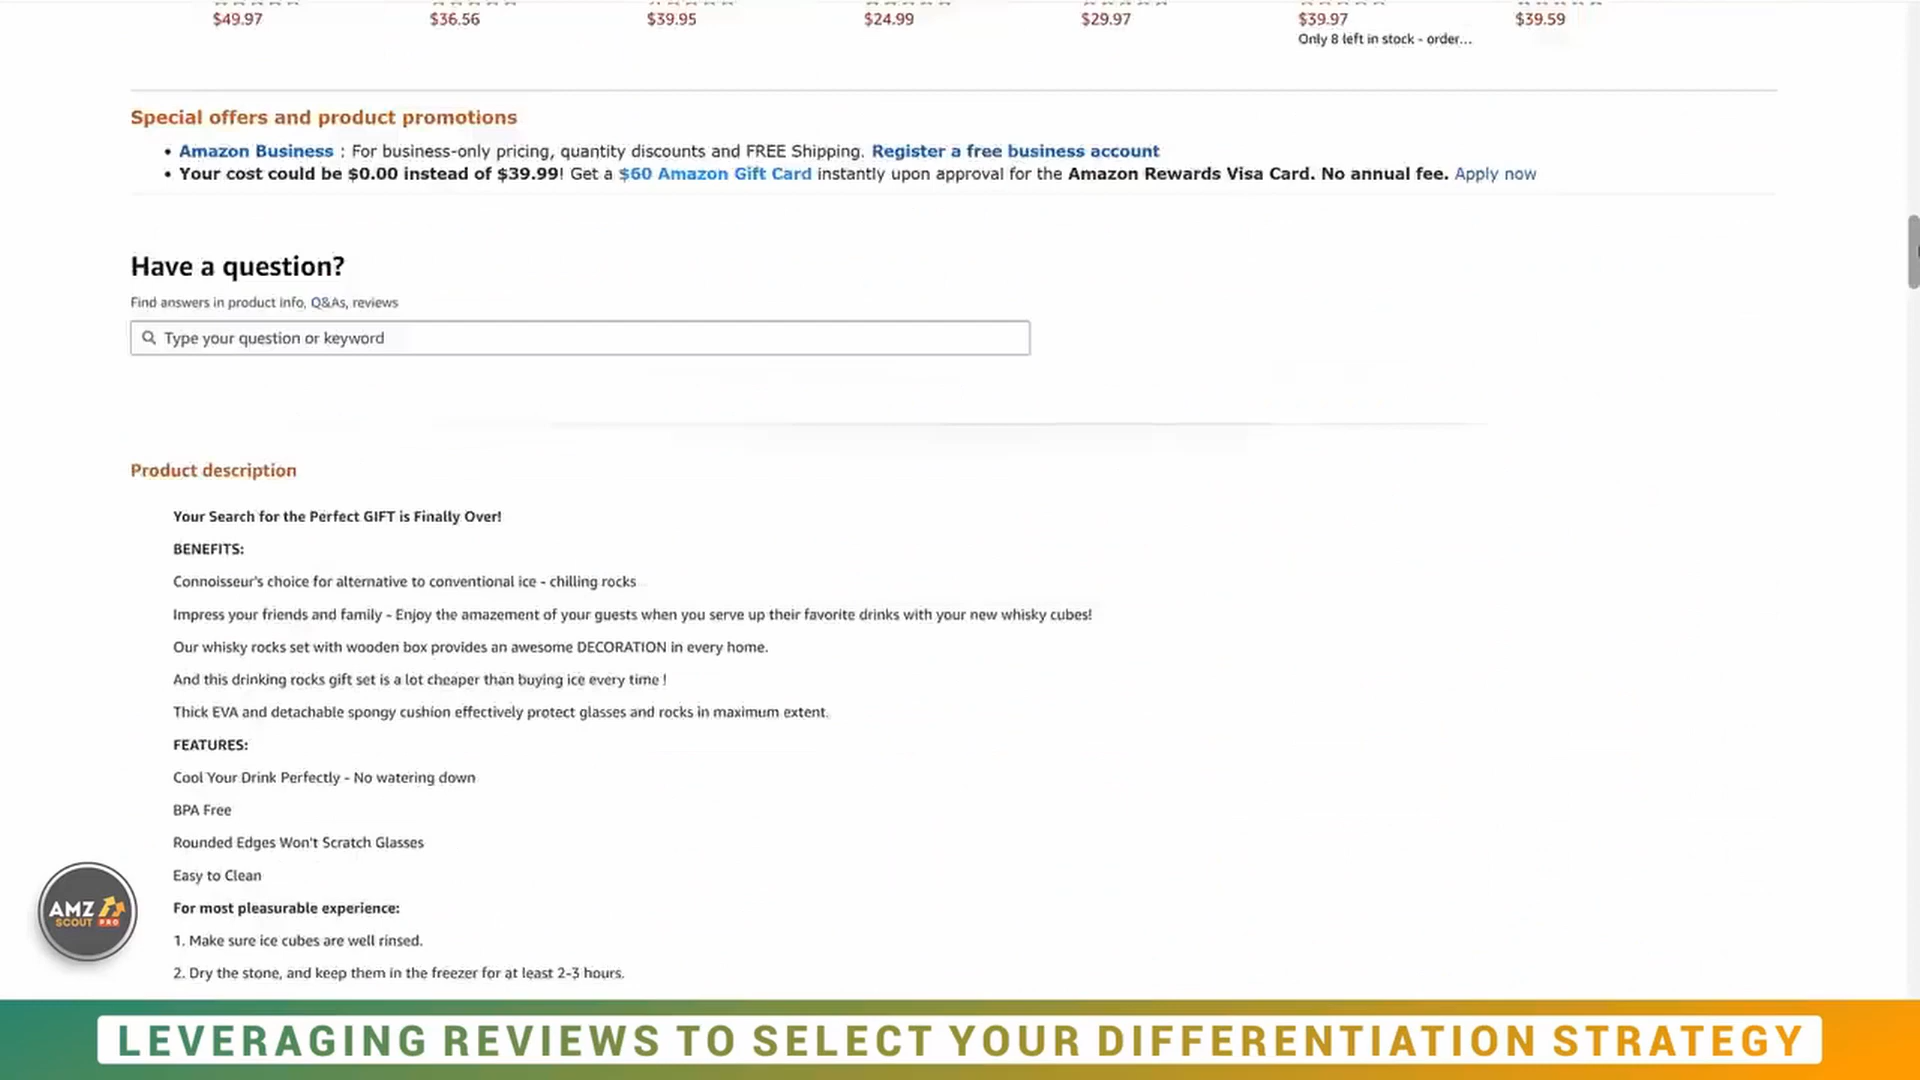 $49.97 $36.56 $39.95 $24.99 $29.97 $39.97 $39.59
Only 8 left in stock - order...
Special offers and product promotions
• Amazon Business : For business-only pricing, quantity discounts and FREE Shipping. Register a free business account
• Your cost could be $0.00 instead of $39.99! Get a $60 Amazon Gift Card instantly upon approval for the Amazon Rewards Visa Card. No annual fee. Apply now
Have a question?
Find answers in product info, Q&As, reviews
Type your question or keyword
Product description
Your Search for the Perfect GIFT is Finally Over!
BENEFITS:
Connoisseur's choice for alternative to conventional ice - chilling rocks
Impress your friends and family - Enjoy the amazement of your guests when you serve up their favorite drinks with your new whisky cubes!
Our whisky rocks set with wooden box provides an awesome DECORATION in every home.
And this drinking rocks gift set is a lot cheaper than buying ice every time !
Thick EVA and detachable spongy cushion effectively protect glasses and rocks in maximum extent.
FEATURES:
Cool Your Drink Perfectly - No watering down
BPA Free
Rounded Edges Won't Scratch Glasses
Easy to Clean
For most pleasurable experience:
1. Make sure ice cubes are well rinsed.
2. Dry the stone, and keep them in the freezer for at least 2-3 hours.
AMZ
SCOUT PRO
LEVERAGING REVIEWS TO SELECT YOUR DIFFERENTIATION STRATEGY